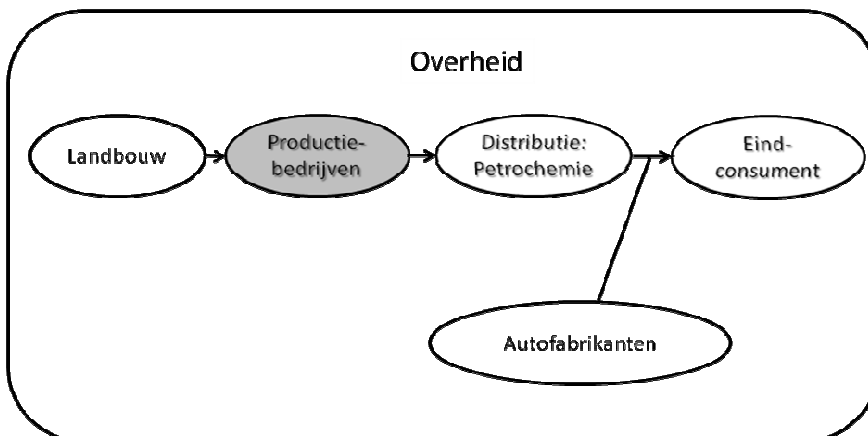 Overheid
Landbouw
Productie-
bedrijven
Distributie:
Petrochemie
Eind-
consument
Autofabrikanten